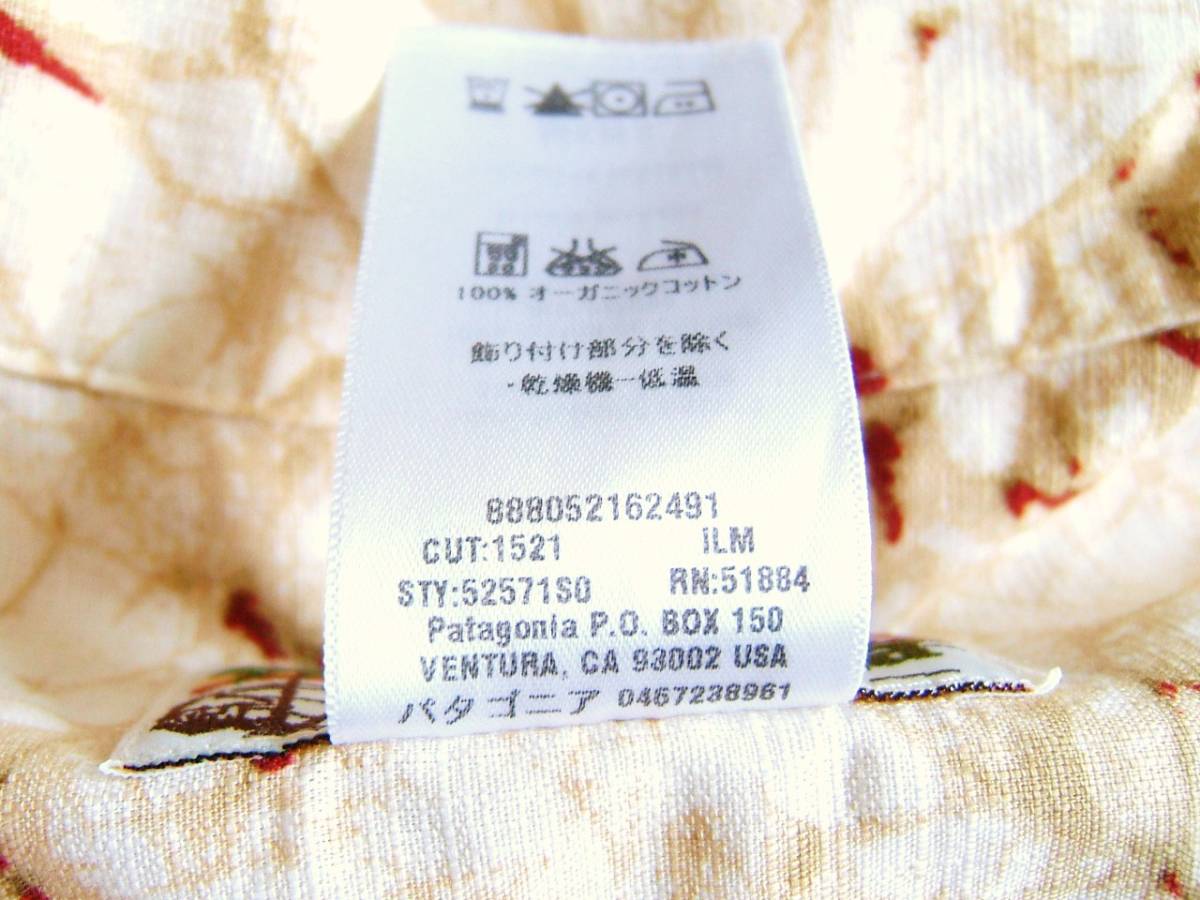 100% オーガニックコットン
飾り付け部分を除く
・乾燥機ー低温
888052162491
CUT:1521 ILM
STY:52571S0 RN:51884
Patagonia P.O. BOX 150
VENTURA, CA 93002 USA
パタゴニア 0467238961